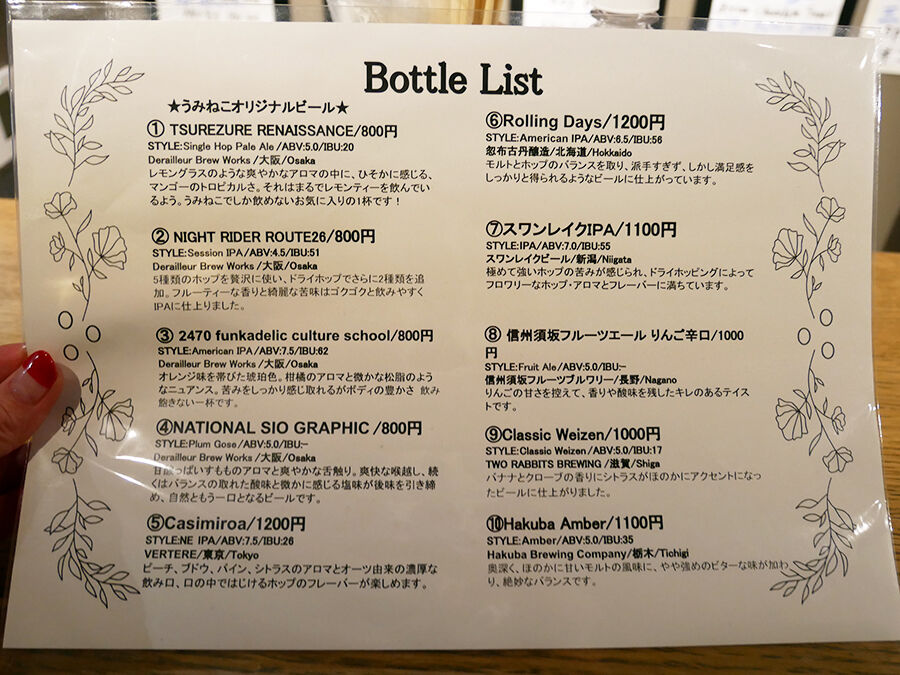 Bottle List
★うみねこオリジナルビール★
① TSUREZURE RENAISSANCE/800円
STYLE:Single Hop Pale Ale/ABV:5.0/IBU:20
Derailleur Brew Works/大阪/Osaka
レモングラスのような爽やかなアロマの中に、ひそかに感じる、
マンゴーのトロピカルさ。それはまるでレモンティーを飲んでい
るよう。うみねこでしか飲めないお気に入りの1杯です！
② NIGHT RIDER ROUTE26/800円
STYLE:Session IPA/ABV:4.5/IBU:51
Derailleur Brew Works/大阪/Osaka
5種類のホップを贅沢に使い、ドライホップでさらに2種類を追
加。フルーティーな香りと綺麗な苦味はゴクゴクと飲みやすく
IPAに仕上りました。
③ 2470 funkadelic culture school/800円
STYLE:American IPA/ABV:7.5/IBU:62
Derailleur Brew Works/大阪/Osaka
オレンジ味を帯びた琥珀色。柑橘のアロマと微かな松脂のよう
なニュアンス。苦みをしっかり感じ取れるがボディの豊かさ 飲み
飽きない一杯です。
④NATIONAL SIO GRAPHIC /800円
STYLE:Plum Gose/ABV:5.0/IBU:–
Derailleur Brew Works/大阪/Osaka
甘酸っぱいすもものアロマと爽やかな舌触り。爽快な喉越し、続
くはバランスの取れた酸味と微かに感じる塩味が後味を引き締
め、自然ともう一口となるビールです。
⑤Casimiroa/1200円
STYLE:NE IPA/ABV:7.5/IBU:26
VERTERE/東京/Tokyo
ピーチ、ブドウ、パイン、シトラスのアロマとオーツ由来の濃厚な
飲み口、口の中ではじけるホップのフレーバーが楽しめます。
⑥Rolling Days/1200円
STYLE:American IPA/ABV:6.5/IBU:56
忽布古丹醸造/北海道/Hokkaido
モルトとホップのバランスを取り、派手すぎず、しかし満足感を
しっかりと得られるようなビールに仕上がっています。
⑦スワンレイクIPA/1100円
STYLE:IPA/ABV:7.0/IBU:55
スワンレイクビール/新潟/Niigata
極めて強いホップの苦みが感じられ、ドライホッピングによって
フロワリーなホップ・アロマとフレーバーに満ちています。
⑧ 信州須坂フルーツエール りんご辛口/1000
円
STYLE:Fruit Ale/ABV:5.0/IBU:–
信州須坂フルーツブルワリー/長野/Nagano
りんごの甘さを控えて、香りや酸味を残したキレのあるテイス
トです。
⑨Classic Weizen/1000円
STYLE:Classic Weizen/ABV:5.0/IBU:17
TWO RABBITS BREWING /滋賀/Shiga
バナナとクローブの香りにシトラスがほのかにアクセントになっ
たビールに仕上がりました。
⑩Hakuba Amber/1100円
STYLE:Amber/ABV:5.0/IBU:35
Hakuba Brewing Company/栃木/Tichigi
奥深く、ほのかに甘いモルトの風味に、やや強めのビターな味が加わ
り、絶妙なバランスです。